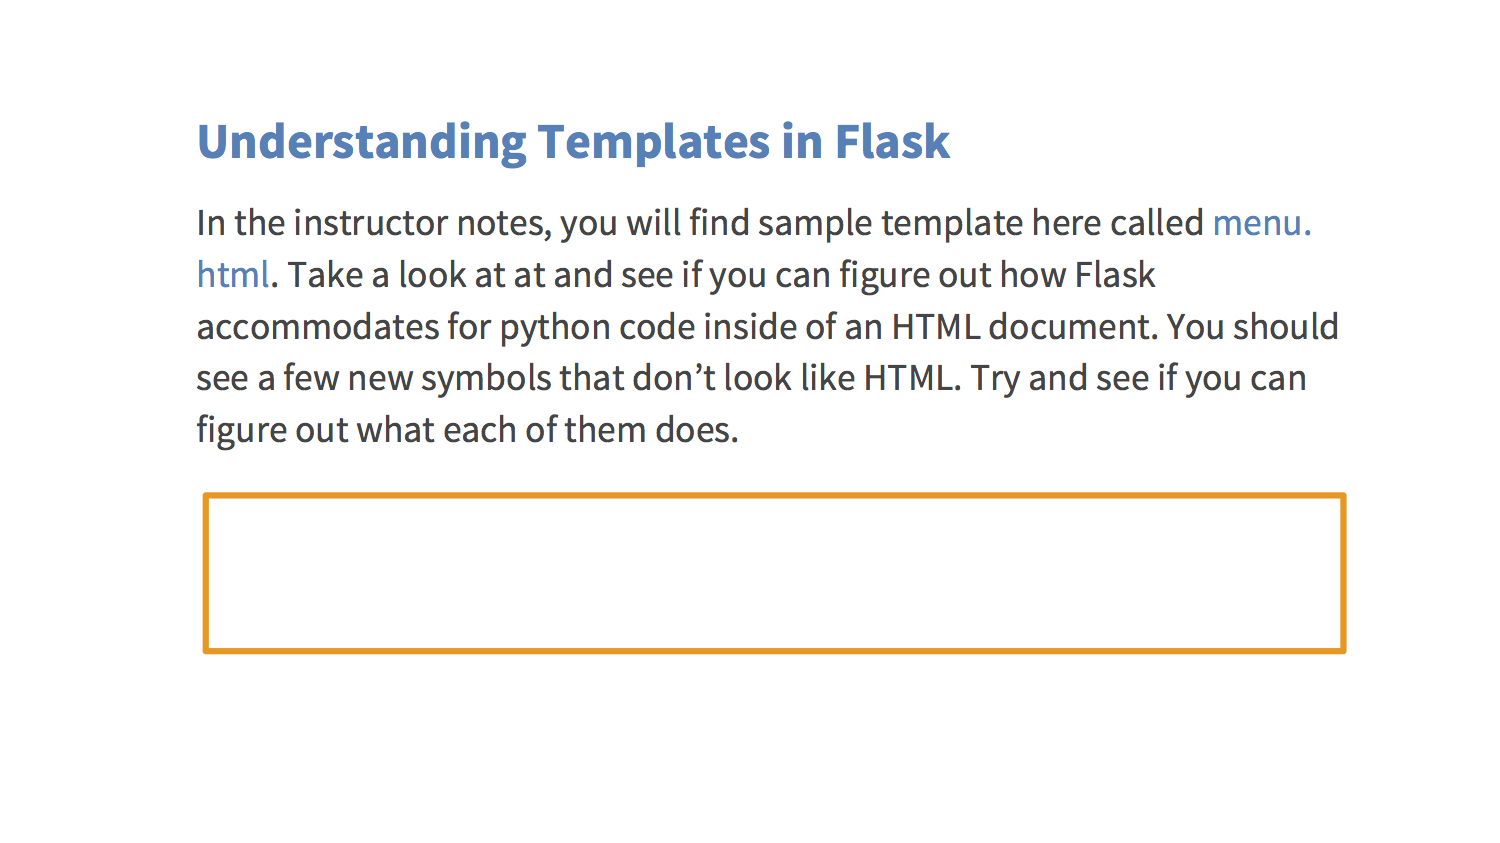 Understanding Templates in Flask
In the instructor notes, you will find sample template here called menu.
html. Take a look at at and see if you can figure out how Flask
accommodates for python code inside of an HTML document. You should
see a few new symbols that don’t look like HTML. Try and see if you can
figure out what each of them does.